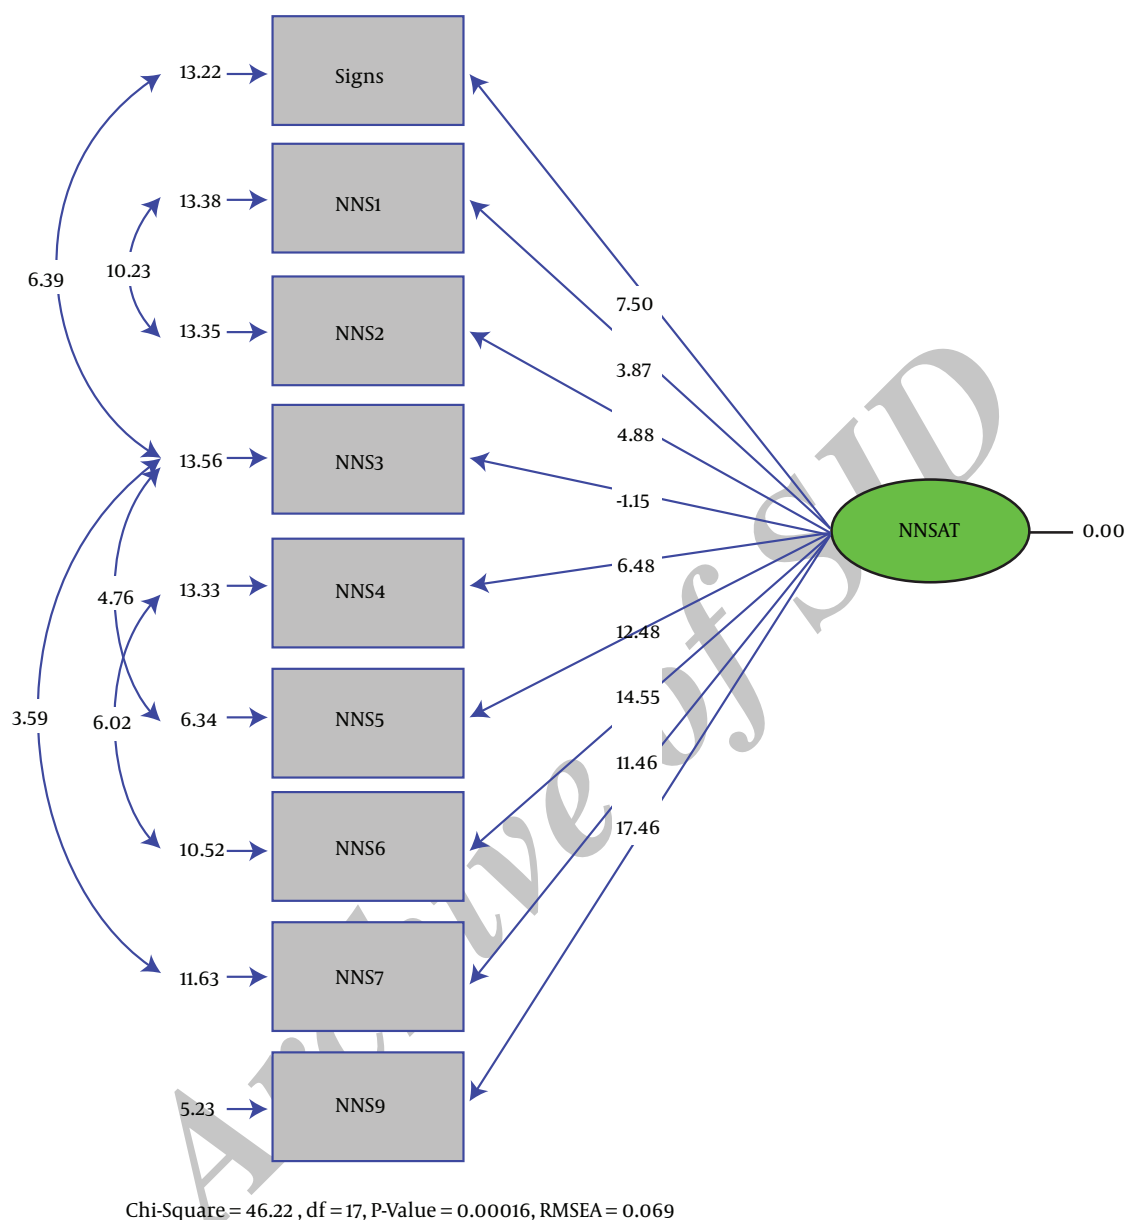 13.22
Signs
13.38
NNS1
6.39
10.23
7.50
13.35
NNS2
3.87
4.88
13.56
NNS3
-1.15
NNSAT
0.00
6.48
4.76
13.33
NNS4
12.48
14.55
3.59
6.02
6.34
NNS5
11.46
17.46
10.52
NNS6
11.63
NNS7
5.23
NNS9
Archive of SID
Chi-Square = 46.22 , df = 17, P-Value = 0.00016, RMSEA = 0.069